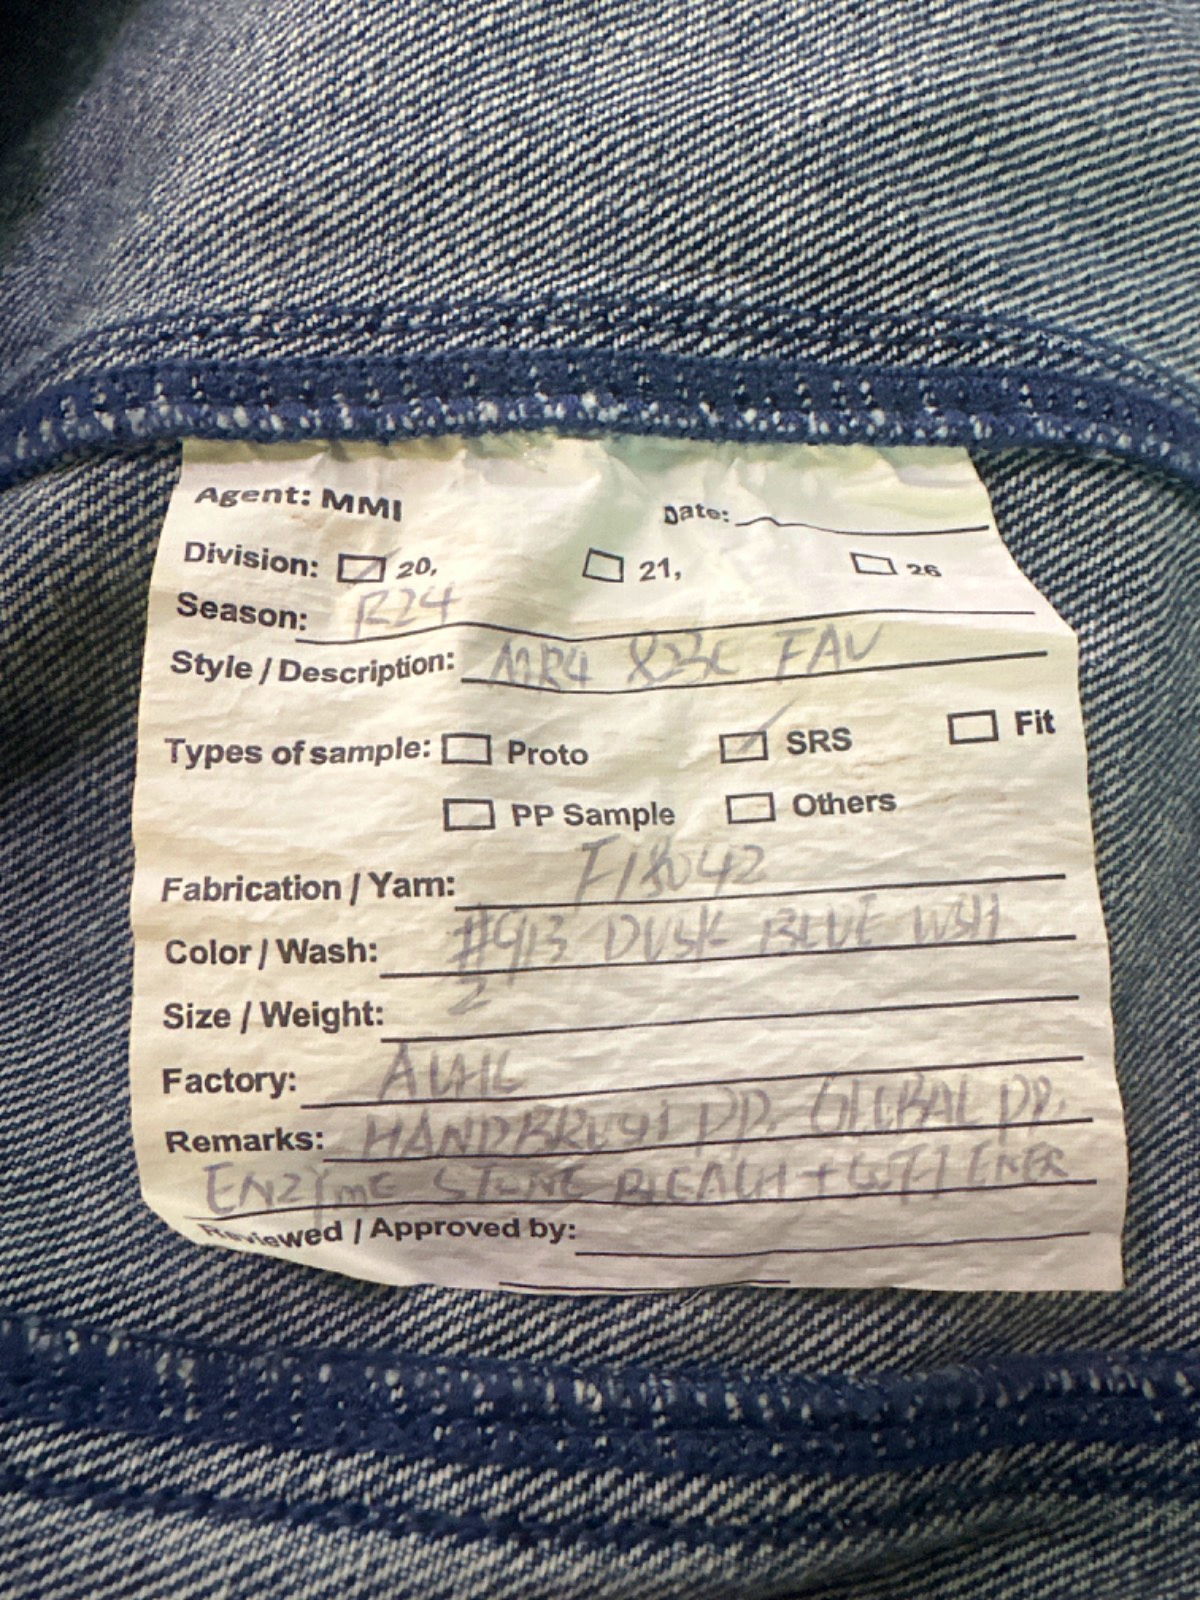 Agent: MMI Date:
Division: 20, 21, 26
Season: R24
Style / Description: MR4 FAV
Types of sample: Proto SRS Fit
PP Sample Others
Fabrication / Yarn: F18042
Color / Wash: #913 DUSK BLUE WSH
Size / Weight: 2
Factory:
Remarks: HANDBRUSH PP. GLOBAL PP.
ENZYME STONE BLEACH +
Reviewed / Approved by: